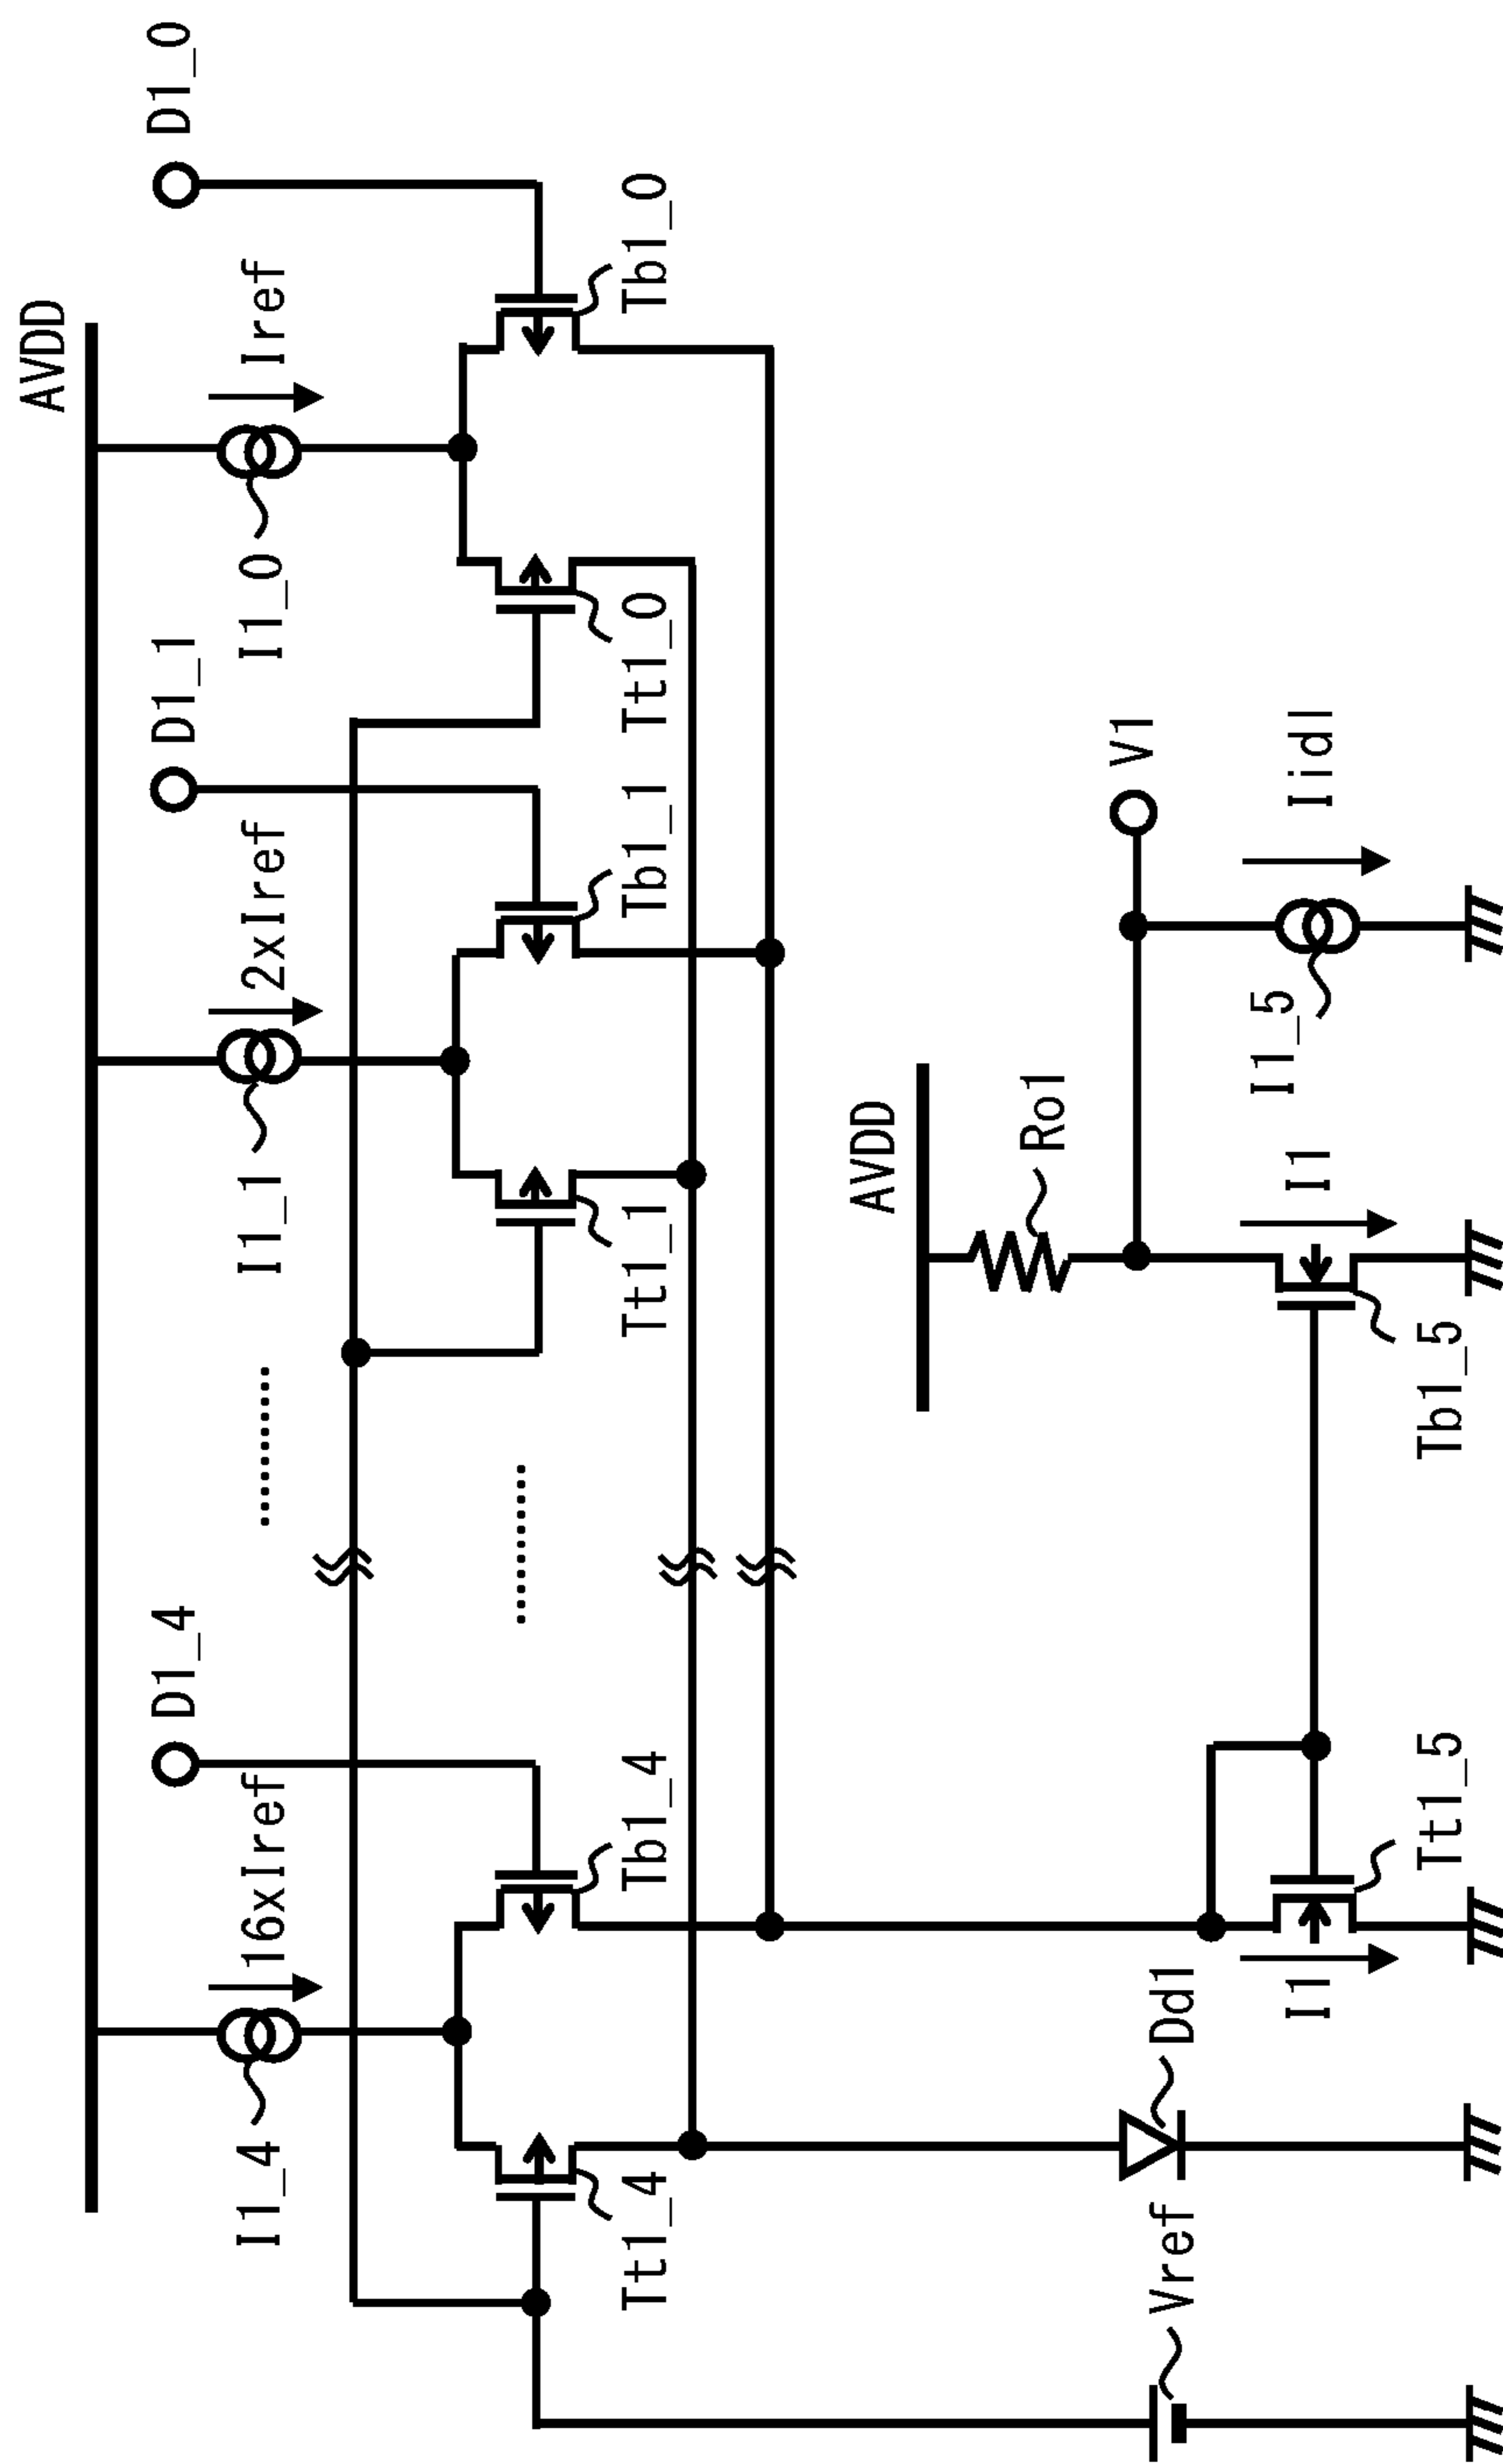 AVDD
D1_4
D1_1
D1_0
I1_4
16xIref
I1_1
2xIref
I1_0
Iref
Tt1_4
Tb1_4
Tt1_1
Tb1_1
Tt1_0
Tb1_0
AVDD
Ro1
V1
Vref
Dd1
I1
Tt1_5
Tb1_5
I1
I1_5
Iidl